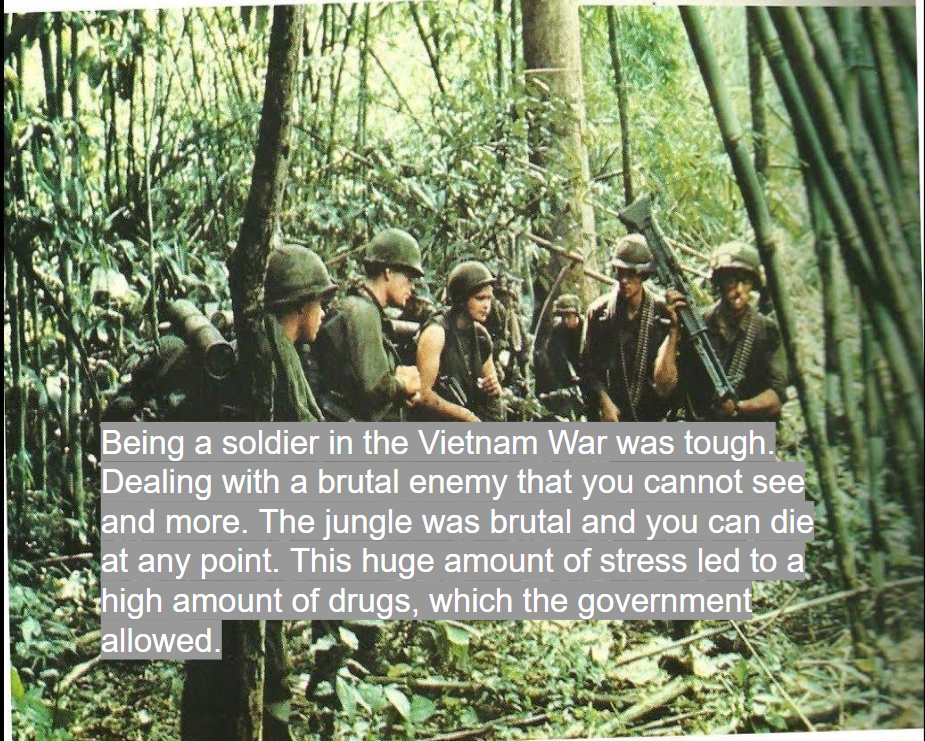 Being a soldier in the Vietnam War was tough.
Dealing with a brutal enemy that you cannot see
and more. The jungle was brutal and you can die
at any point. This huge amount of stress led to a
high amount of drugs, which the government
allowed.